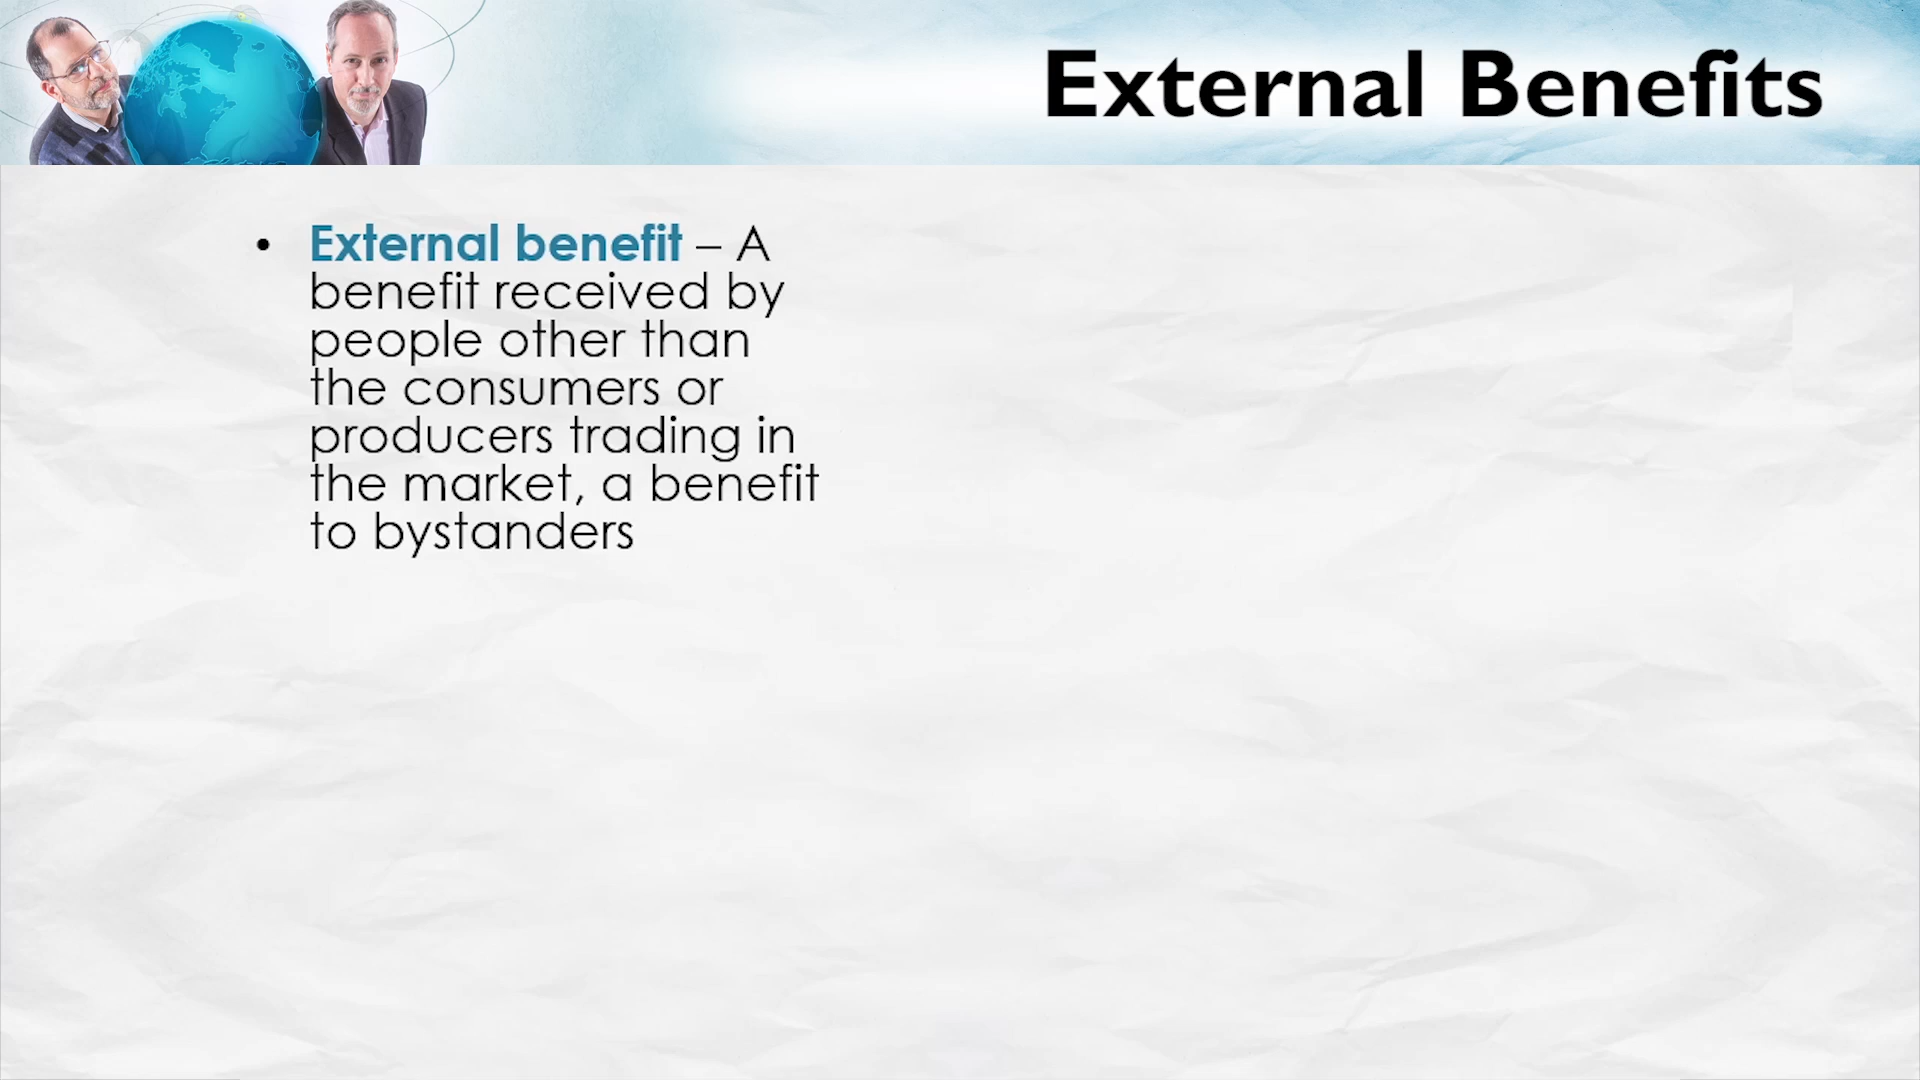 External Benefits
• External benefit – A
benefit received by
people other than
the consumers or
producers trading in
the market, a benefit
to bystanders